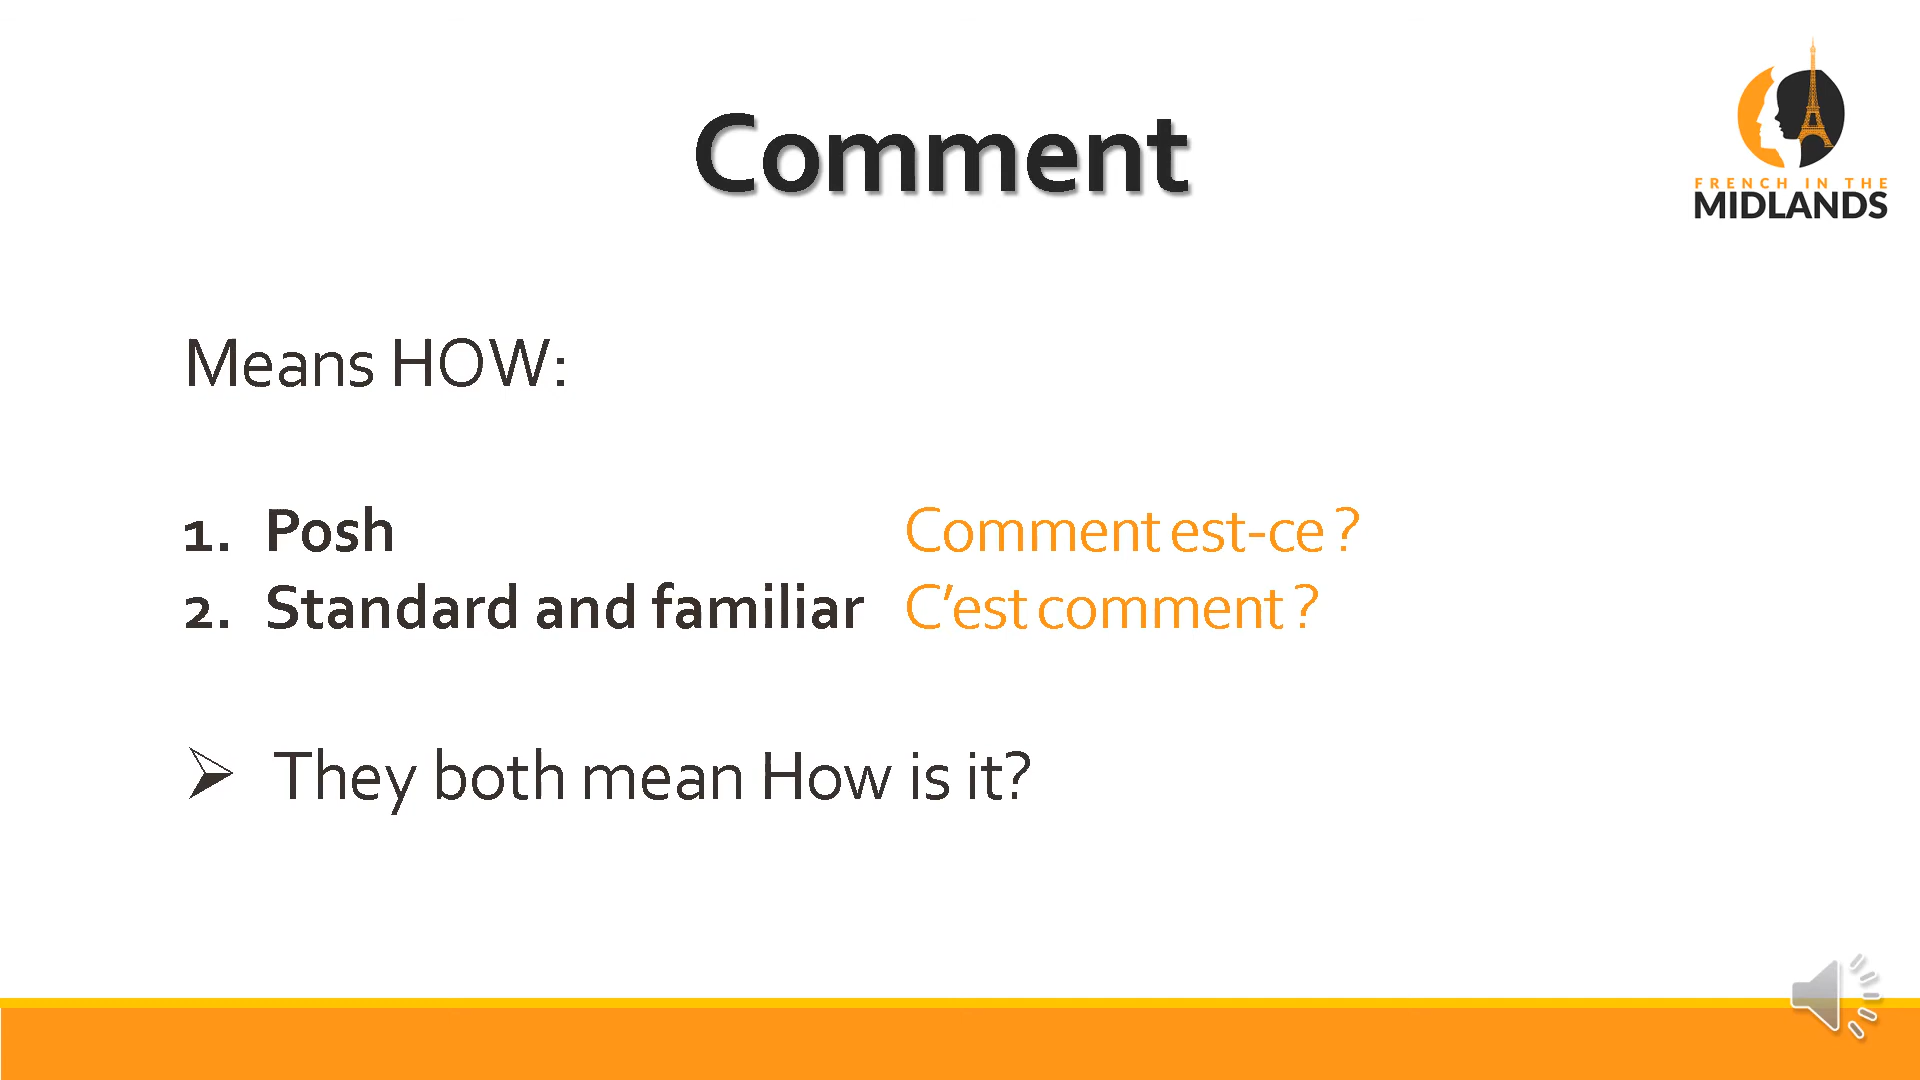 Comment
FRENCH IN THE
MIDLANDS
Means HOW:
1. Posh Comment est-ce ?
2. Standard and familiar C’est comment ?
They both mean How is it?